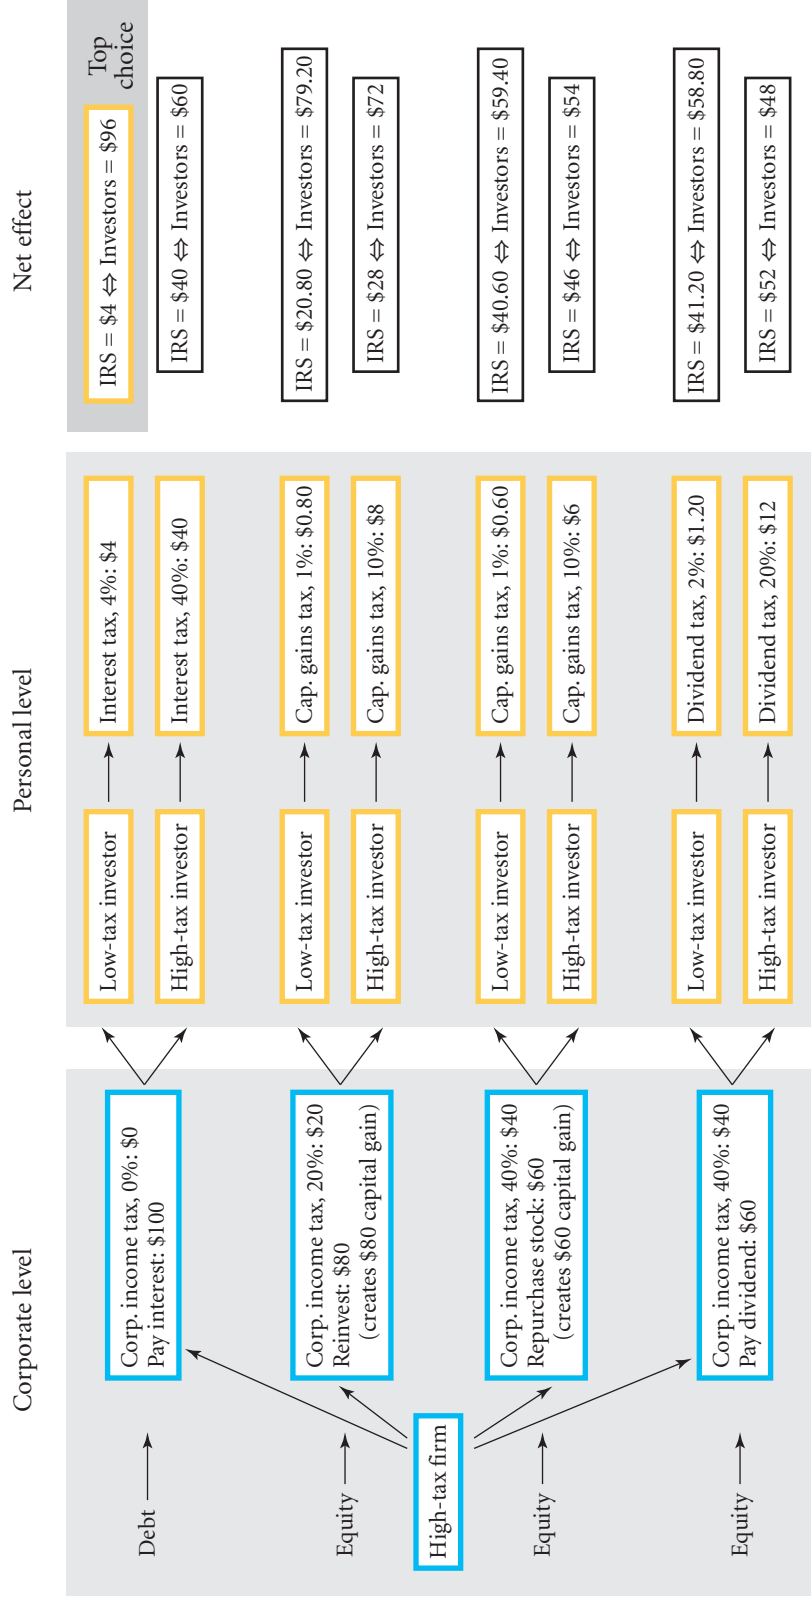 Corporate level
Personal level
Net effect
High-tax firm
Debt
Corp. income tax, 0%: $0
Pay interest: $100
Low-tax investor
Interest tax, 4%: $4
IRS = $4 ⇔ Investors = $96
Top
choice
High-tax investor
Interest tax, 40%: $40
IRS = $40 ⇔ Investors = $60
Equity
Corp. income tax, 20%: $20
Reinvest: $80
(creates $80 capital gain)
Low-tax investor
Cap. gains tax, 1%: $0.80
IRS = $20.80 ⇔ Investors = $79.20
High-tax investor
Cap. gains tax, 10%: $8
IRS = $28 ⇔ Investors = $72
Equity
Corp. income tax, 40%: $40
Repurchase stock: $60
(creates $60 capital gain)
Low-tax investor
Cap. gains tax, 1%: $0.60
IRS = $40.60 ⇔ Investors = $59.40
High-tax investor
Cap. gains tax, 10%: $6
IRS = $46 ⇔ Investors = $54
Equity
Corp. income tax, 40%: $40
Pay dividend: $60
Low-tax investor
Dividend tax, 2%: $1.20
IRS = $41.20 ⇔ Investors = $58.80
High-tax investor
Dividend tax, 20%: $12
IRS = $52 ⇔ Investors = $48